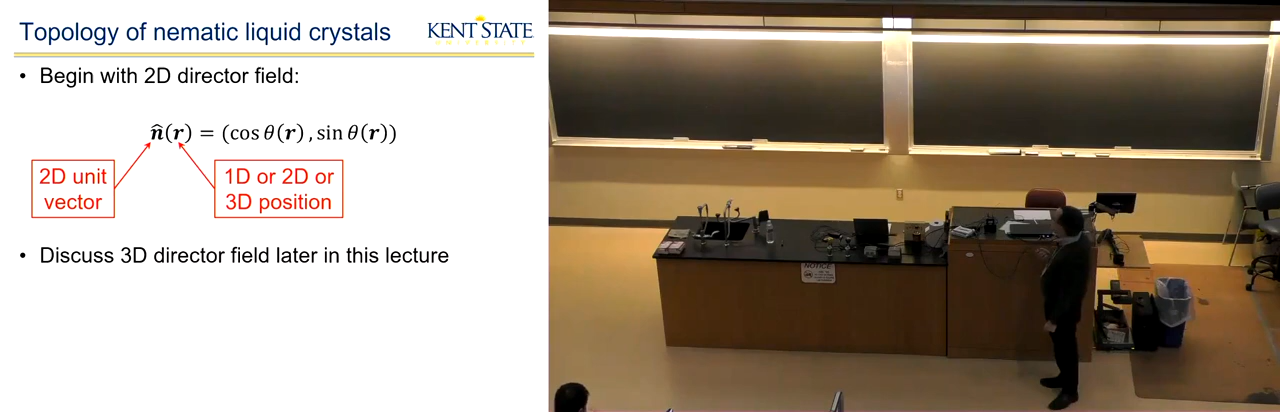 Topology of nematic liquid crystals
KENT STATE
UNIVERSITY
• Begin with 2D director field:
n̂(r) = (cos θ(r) , sin θ(r))
2D unit
vector
1D or 2D or
3D position
• Discuss 3D director field later in this lecture
NOTICE